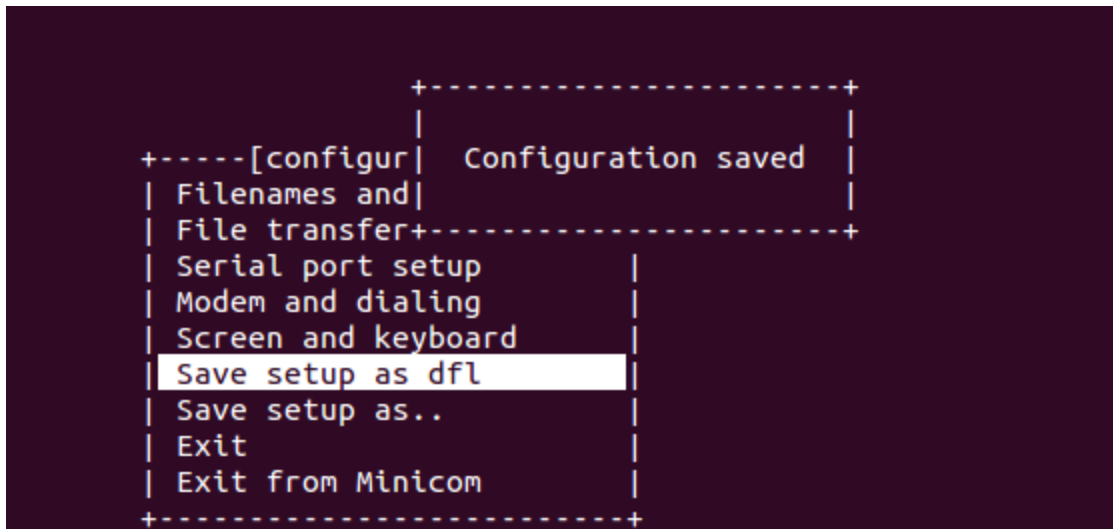 [configur
Configuration saved
Filenames and
File transfer
Serial port setup
Modem and dialing
Screen and keyboard
Save setup as dfl
Save setup as..
Exit
Exit from Minicom